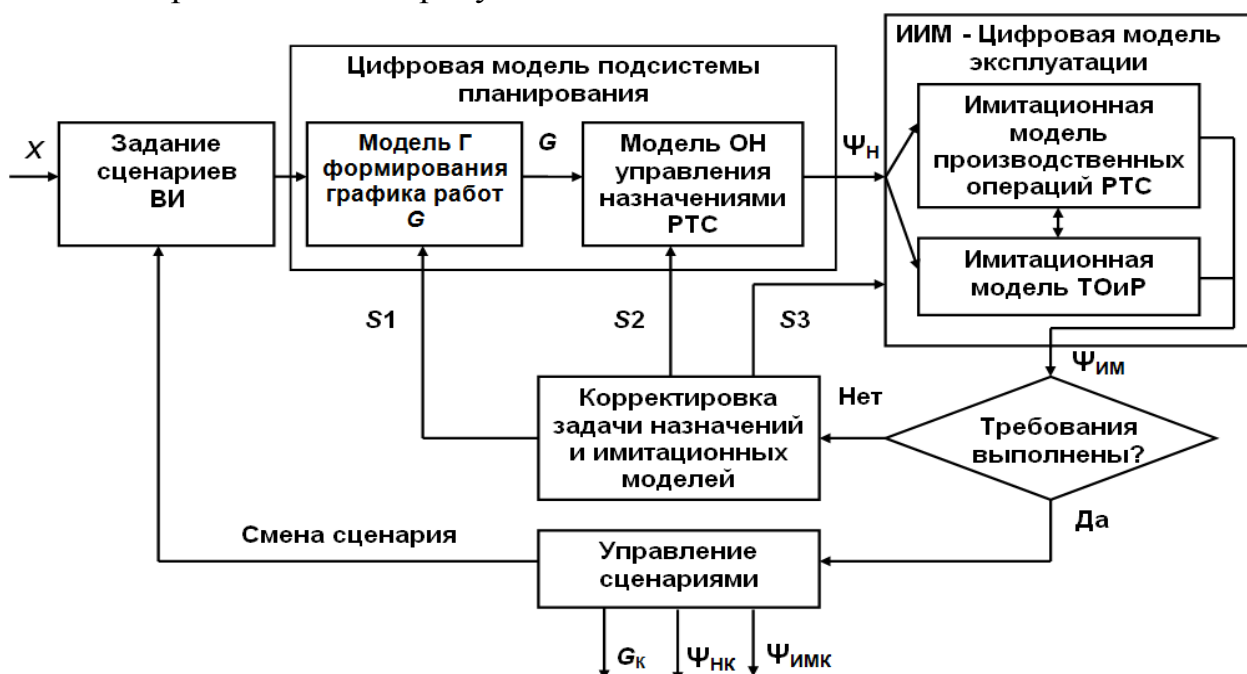 ИИМ - Цифровая модель
эксплуатации
Цифровая модель подсистемы
планирования
X
Задание
сценариев
ВИ
Модель Г
формирования
графика работ
G
G
Модель ОН
управления
назначениями
РТС
Ψн
Имитационная
модель
производственных
операций РТС
Имитационная
модель ТОиР
S1
S2
S3
Ψим
Корректировка
задачи назначений
и имитационных
моделей
Нет
Требования
выполнены?
Да
Смена сценария
Управление
сценариями
Gк
Ψнк
Ψимк